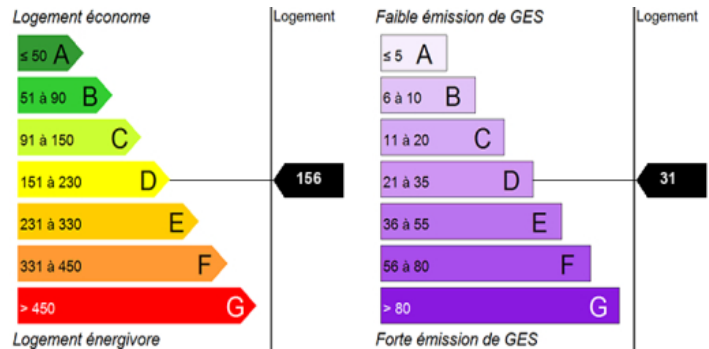 Logement économe
Logement
≤ 50 A
51 à 90 B
91 à 150 C
151 à 230 D
156
231 à 330 E
331 à 450 F
> 450 G
Logement énergivore
Faible émission de GES
Logement
≤ 5 A
6 à 10 B
11 à 20 C
21 à 35 D
31
36 à 55 E
56 à 80 F
> 80 G
Forte émission de GES